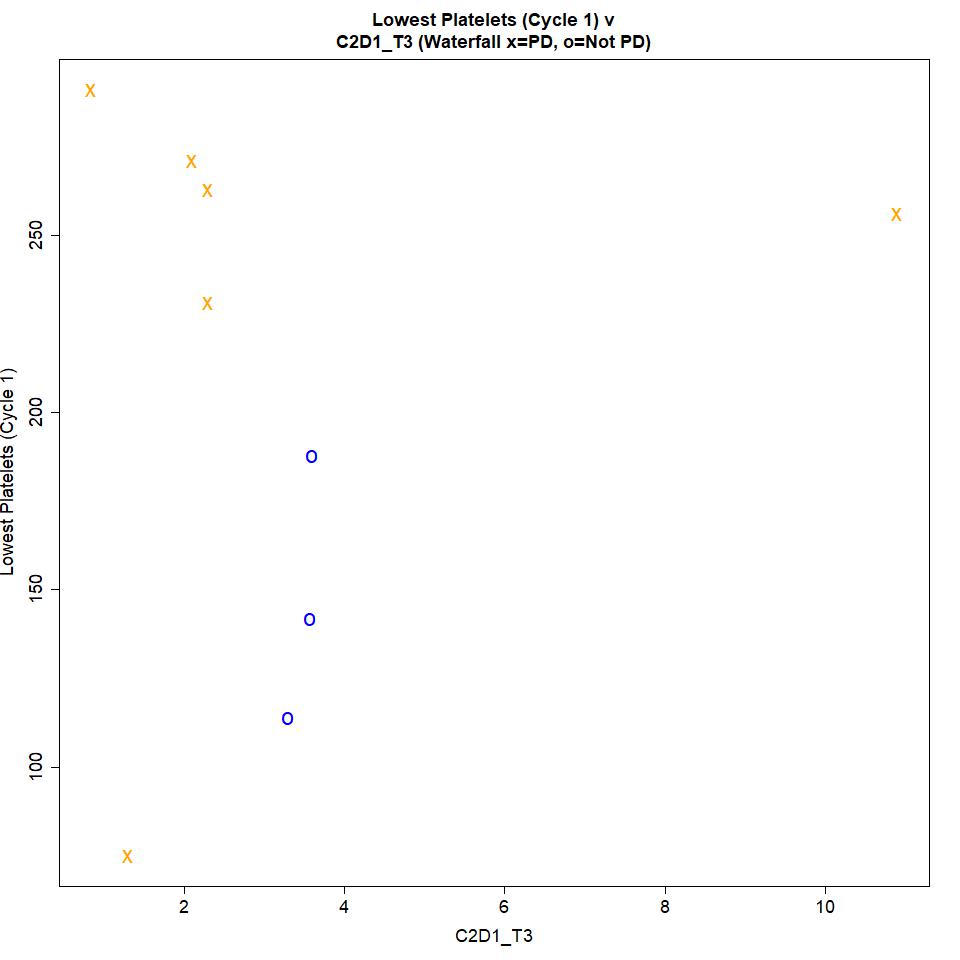 Lowest Platelets (Cycle 1) v
C2D1_T3 (Waterfall x=PD, o=Not PD)
Lowest Platelets (Cycle 1)
250
200
150
100
X
X
X
X
X
O
O
O
X
2
4
6
8
10
C2D1_T3